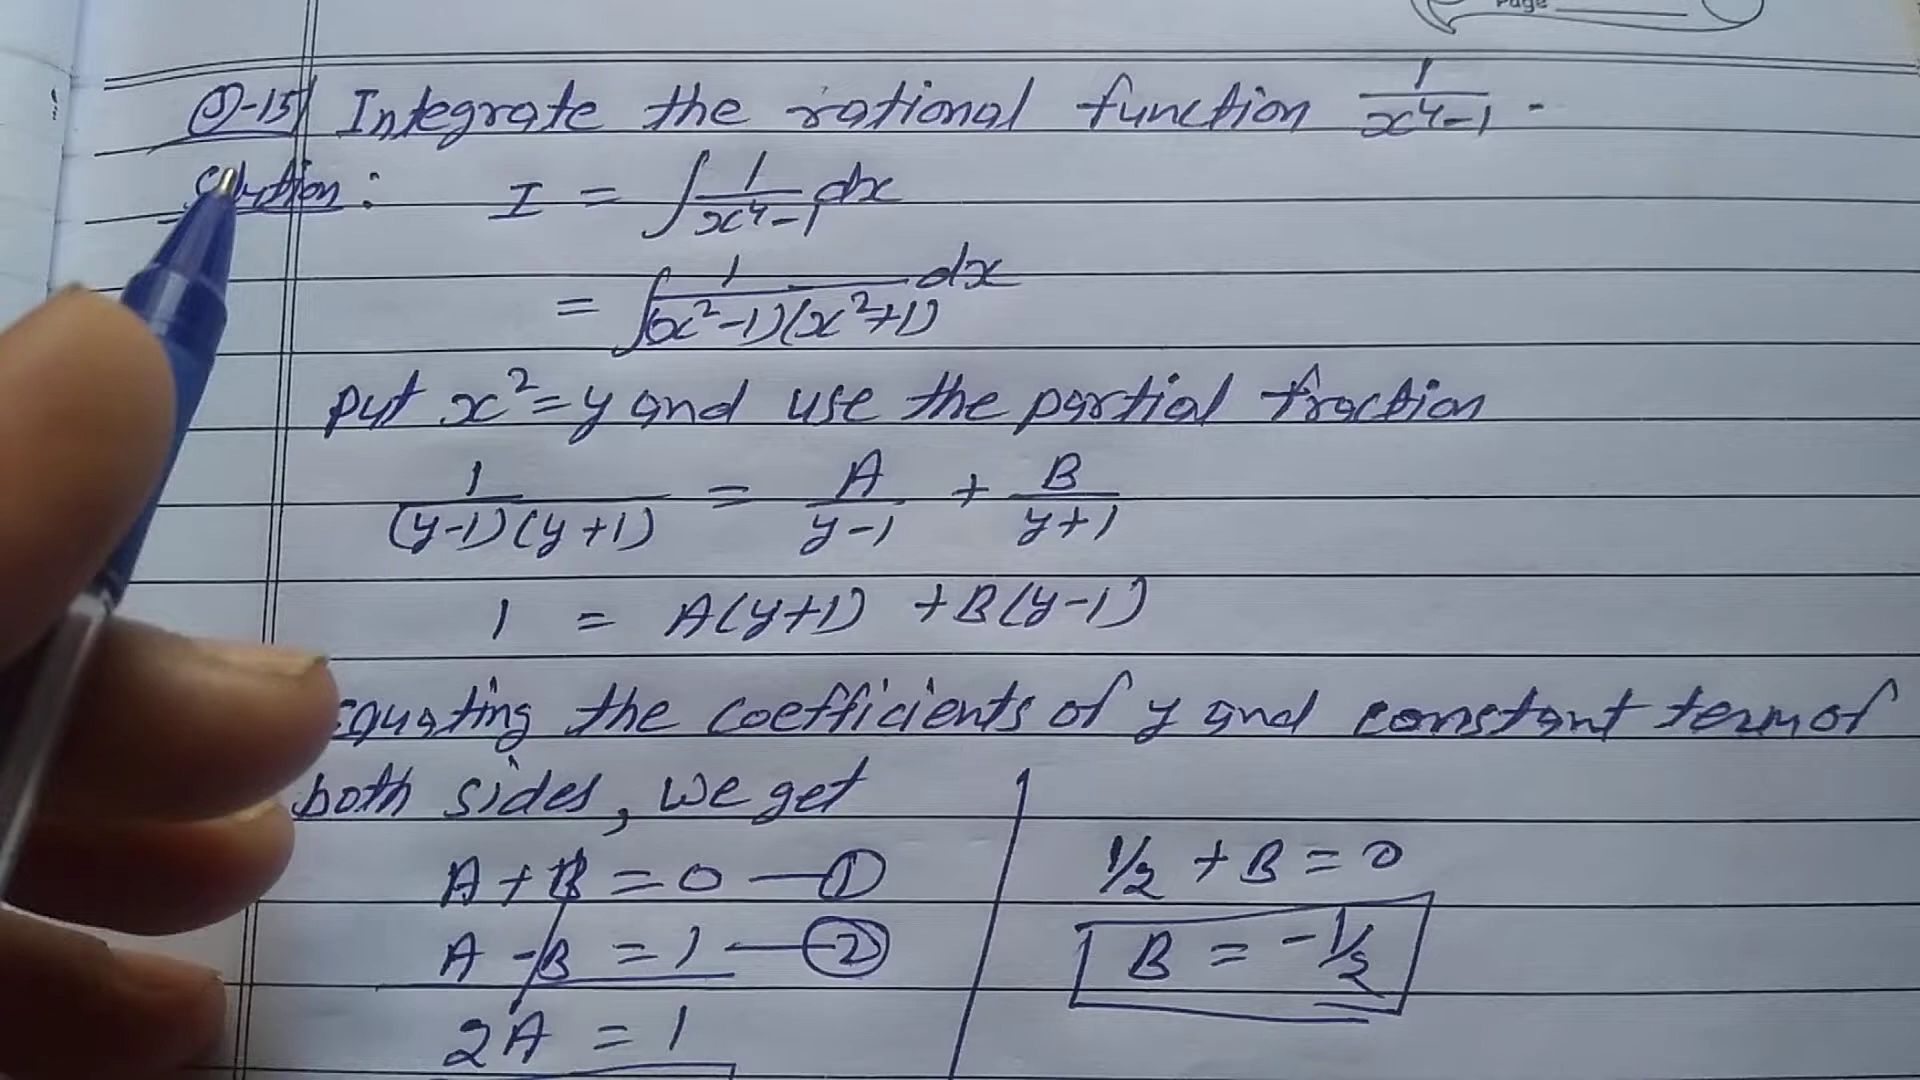 Page
Q-15 Integrate the rational function 1/(x⁴-1) .
Solution : I = ∫ 1/(x⁴-1) dx
= ∫ 1/((x²-1)(x²+1)) dx
put x² = y and use the partial fraction
1/((y-1)(y+1)) = A/(y-1) + B/(y+1)
1 = A(y+1) + B(y-1)
equating the coefficients of y and constant term of
both sides, we get
A + B = 0 — ①
A - B = 1 — ②
2A = 1
1/2 + B = 0
B = -1/2